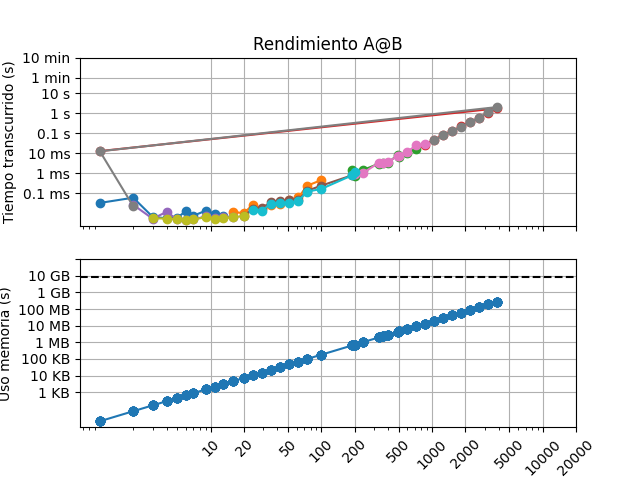 Rendimiento A@B
Tiempo transcurrido (s)
10 min
1 min
10 s
1 s
0.1 s
10 ms
1 ms
0.1 ms
Uso memoria (s)
10 GB
1 GB
100 MB
10 MB
1 MB
100 KB
10 KB
1 KB
10
20
50
100
200
500
1000
2000
5000
10000
20000